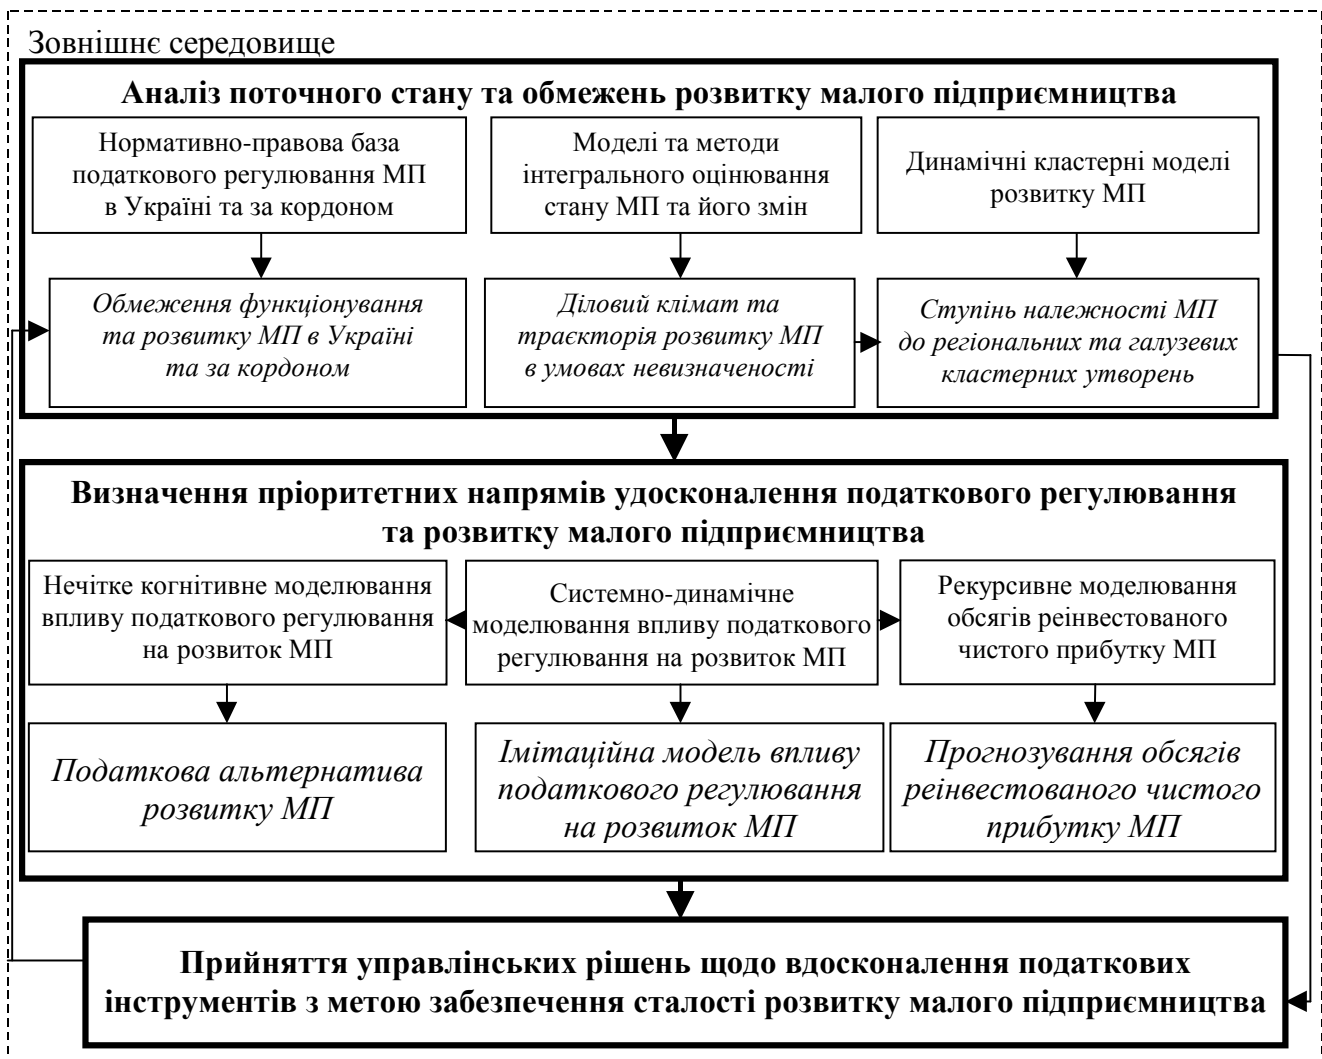 Зовнішнє середовище
Аналіз поточного стану та обмежень розвитку малого підприємництва
Нормативно-правова база
податкового регулювання МП
в Україні та за кордоном
Моделі та методи
інтегрального оцінювання
стану МП та його змін
Динамічні кластерні моделі
розвитку МП
Обмеження функціонування
та розвитку МП в Україні
та за кордоном
Діловий клімат та
траєкторія розвитку МП
в умовах невизначеності
Ступінь належності МП
до регіональних та галузевих
кластерних утворень
Визначення пріоритетних напрямів удосконалення податкового регулювання
та розвитку малого підприємництва
Нечітке когнітивне моделювання
впливу податкового регулювання
на розвиток МП
Системно-динамічне
моделювання впливу податкового
регулювання на розвиток МП
Рекурсивне моделювання
обсягів реінвестованого
чистого прибутку МП
Податкова альтернатива
розвитку МП
Імітаційна модель впливу
податкового регулювання
на розвиток МП
Прогнозування обсягів
реінвестованого чистого
прибутку МП
Прийняття управлінських рішень щодо вдосконалення податкових
інструментів з метою забезпечення сталості розвитку малого підприємництва